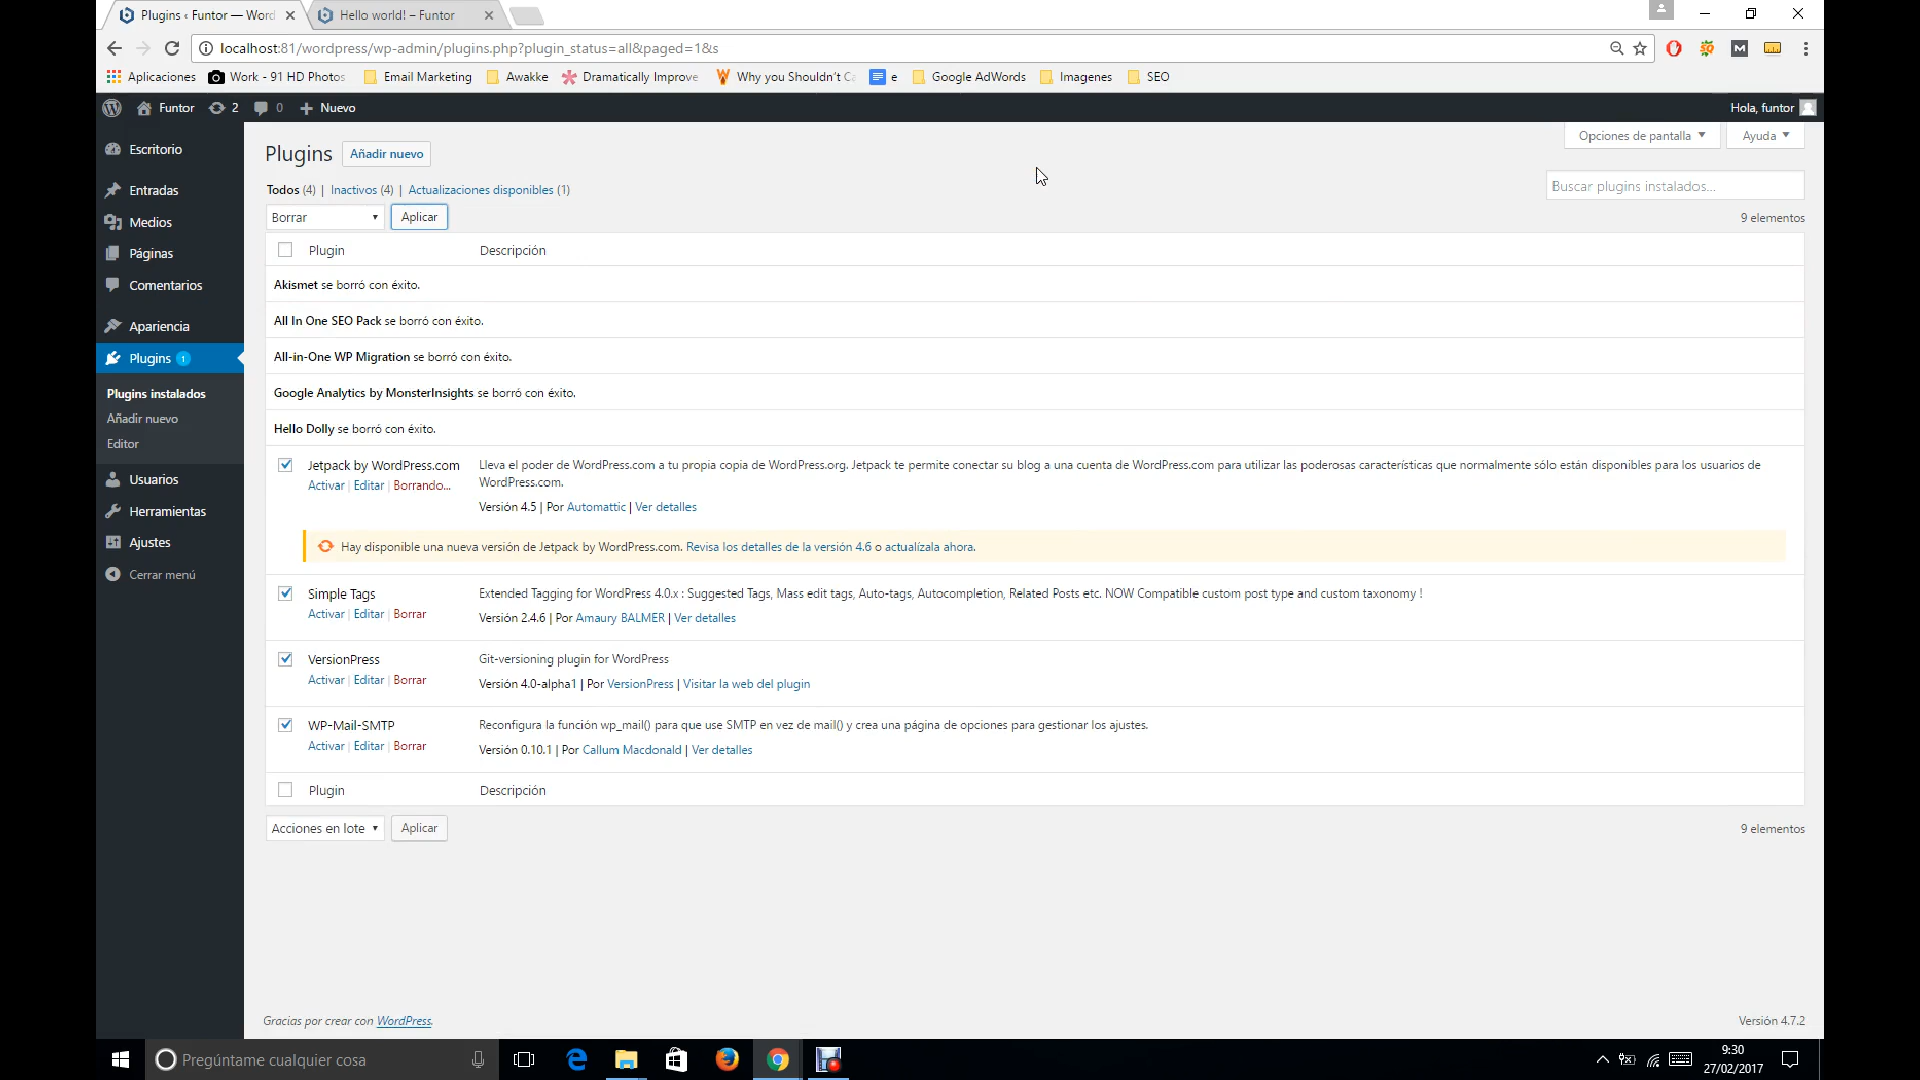 Plugins ‹ Funtor — Word
Hello world! – Funtor
localhost:81/wordpress/wp-admin/plugins.php?plugin_status=all&paged=1&s
Aplicaciones
Work - 91 HD Photos
Email Marketing
Awakke
Dramatically Improve
Why you Shouldn't Ca
e
Google AdWords
Imagenes
SEO
Funtor
2
0
Nuevo
Hola, funtor
Escritorio
Entradas
Medios
Páginas
Comentarios
Apariencia
Plugins 1
Plugins instalados
Añadir nuevo
Editor
Usuarios
Herramientas
Ajustes
Cerrar menú
Opciones de pantalla
Ayuda
Plugins
Añadir nuevo
Todos (4) | Inactivos (4) | Actualizaciones disponibles (1)
Buscar plugins instalados...
Borrar
Aplicar
9 elementos
Plugin
Descripción
Akismet se borró con éxito.
All In One SEO Pack se borró con éxito.
All-in-One WP Migration se borró con éxito.
Google Analytics by MonsterInsights se borró con éxito.
Hello Dolly se borró con éxito.
Jetpack by WordPress.com
Activar | Editar | Borrando...
Lleva el poder de WordPress.com a tu propia copia de WordPress.org. Jetpack te permite conectar su blog a una cuenta de WordPress.com para utilizar las poderosas características que normalmente sólo están disponibles para los usuarios de
WordPress.com.
Versión 4.5 | Por Automattic | Ver detalles
Hay disponible una nueva versión de Jetpack by WordPress.com. Revisa los detalles de la versión 4.6 o actualízala ahora.
Simple Tags
Activar | Editar | Borrar
Extended Tagging for WordPress 4.0.x : Suggested Tags, Mass edit tags, Auto-tags, Autocompletion, Related Posts etc. NOW Compatible custom post type and custom taxonomy !
Versión 2.4.6 | Por Amaury BALMER | Ver detalles
VersionPress
Activar | Editar | Borrar
Git-versioning plugin for WordPress
Versión 4.0-alpha1 | Por VersionPress | Visitar la web del plugin
WP-Mail-SMTP
Activar | Editar | Borrar
Reconfigura la función wp_mail() para que use SMTP en vez de mail() y crea una página de opciones para gestionar los ajustes.
Versión 0.10.1 | Por Callum Macdonald | Ver detalles
Plugin
Descripción
Acciones en lote
Aplicar
9 elementos
Gracias por crear con WordPress.
Versión 4.7.2
Pregúntame cualquier cosa
9:30
27/02/2017